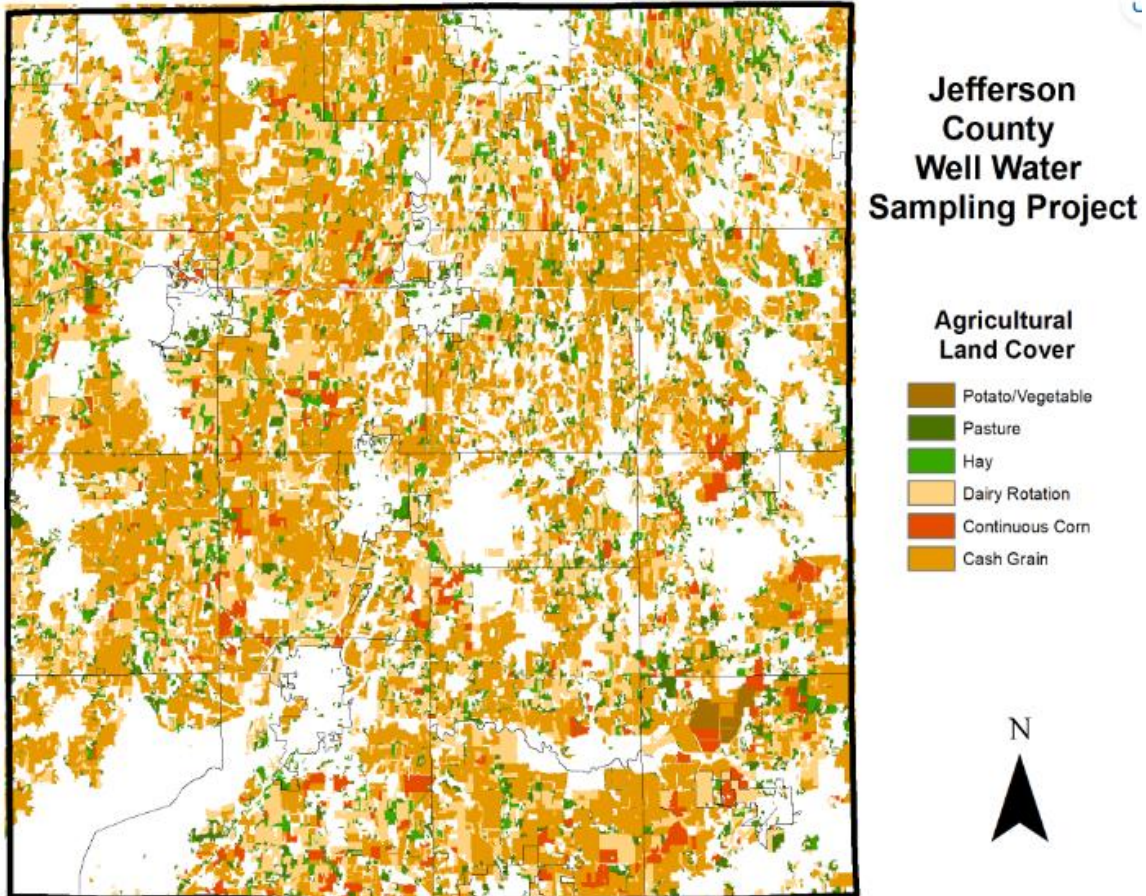 Jefferson
County
Well Water
Sampling Project
Agricultural
Land Cover
Potato/Vegetable
Pasture
Hay
Dairy Rotation
Continuous Corn
Cash Grain
N